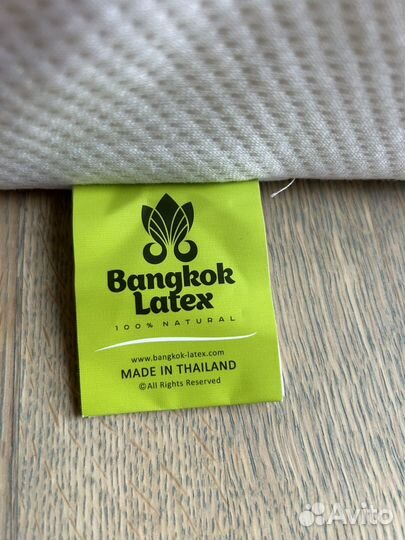 Bangkok
Latex
100% NATURAL
www.bangkok-latex.com
MADE IN THAILAND
©All Rights Reserved
Avito